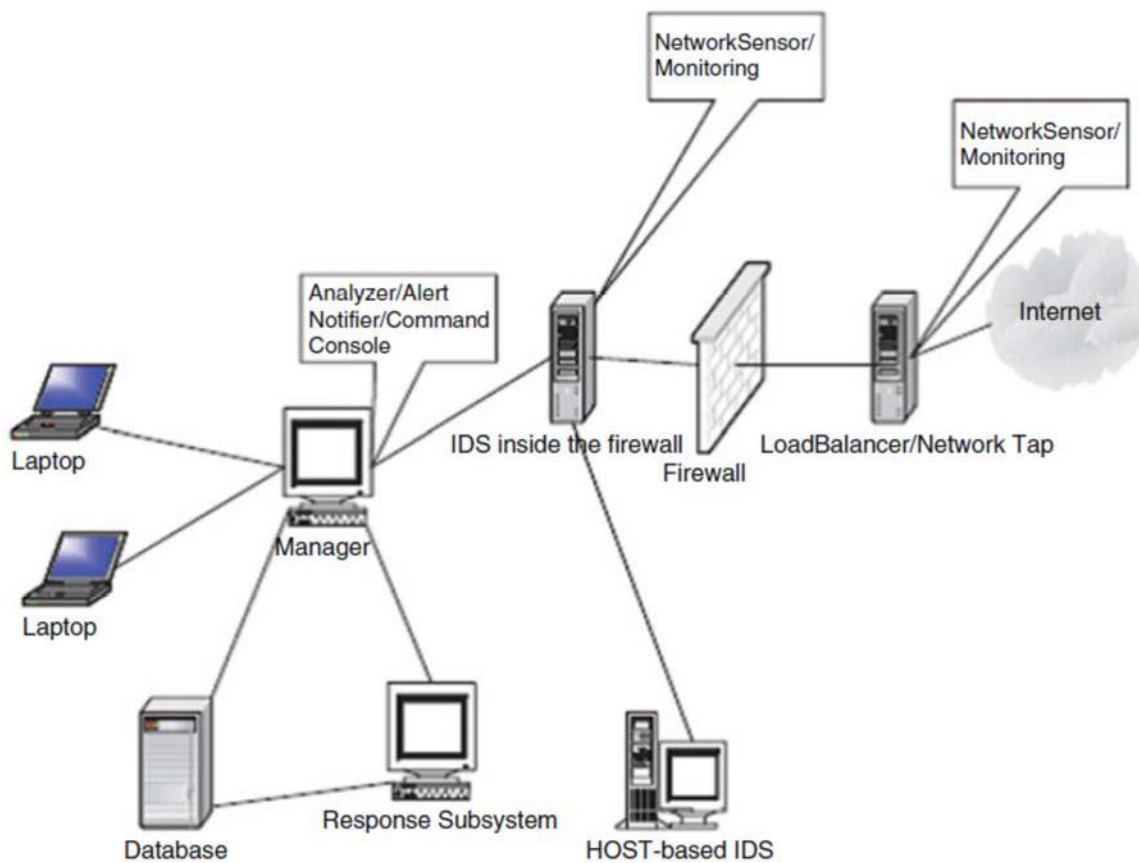 NetworkSensor/
Monitoring
NetworkSensor/
Monitoring
Analyzer/Alert
Notifier/Command
Console
Internet
Laptop
IDS inside the firewall
LoadBalancer/Network Tap
Firewall
Manager
Laptop
Response Subsystem
Database
HOST-based IDS